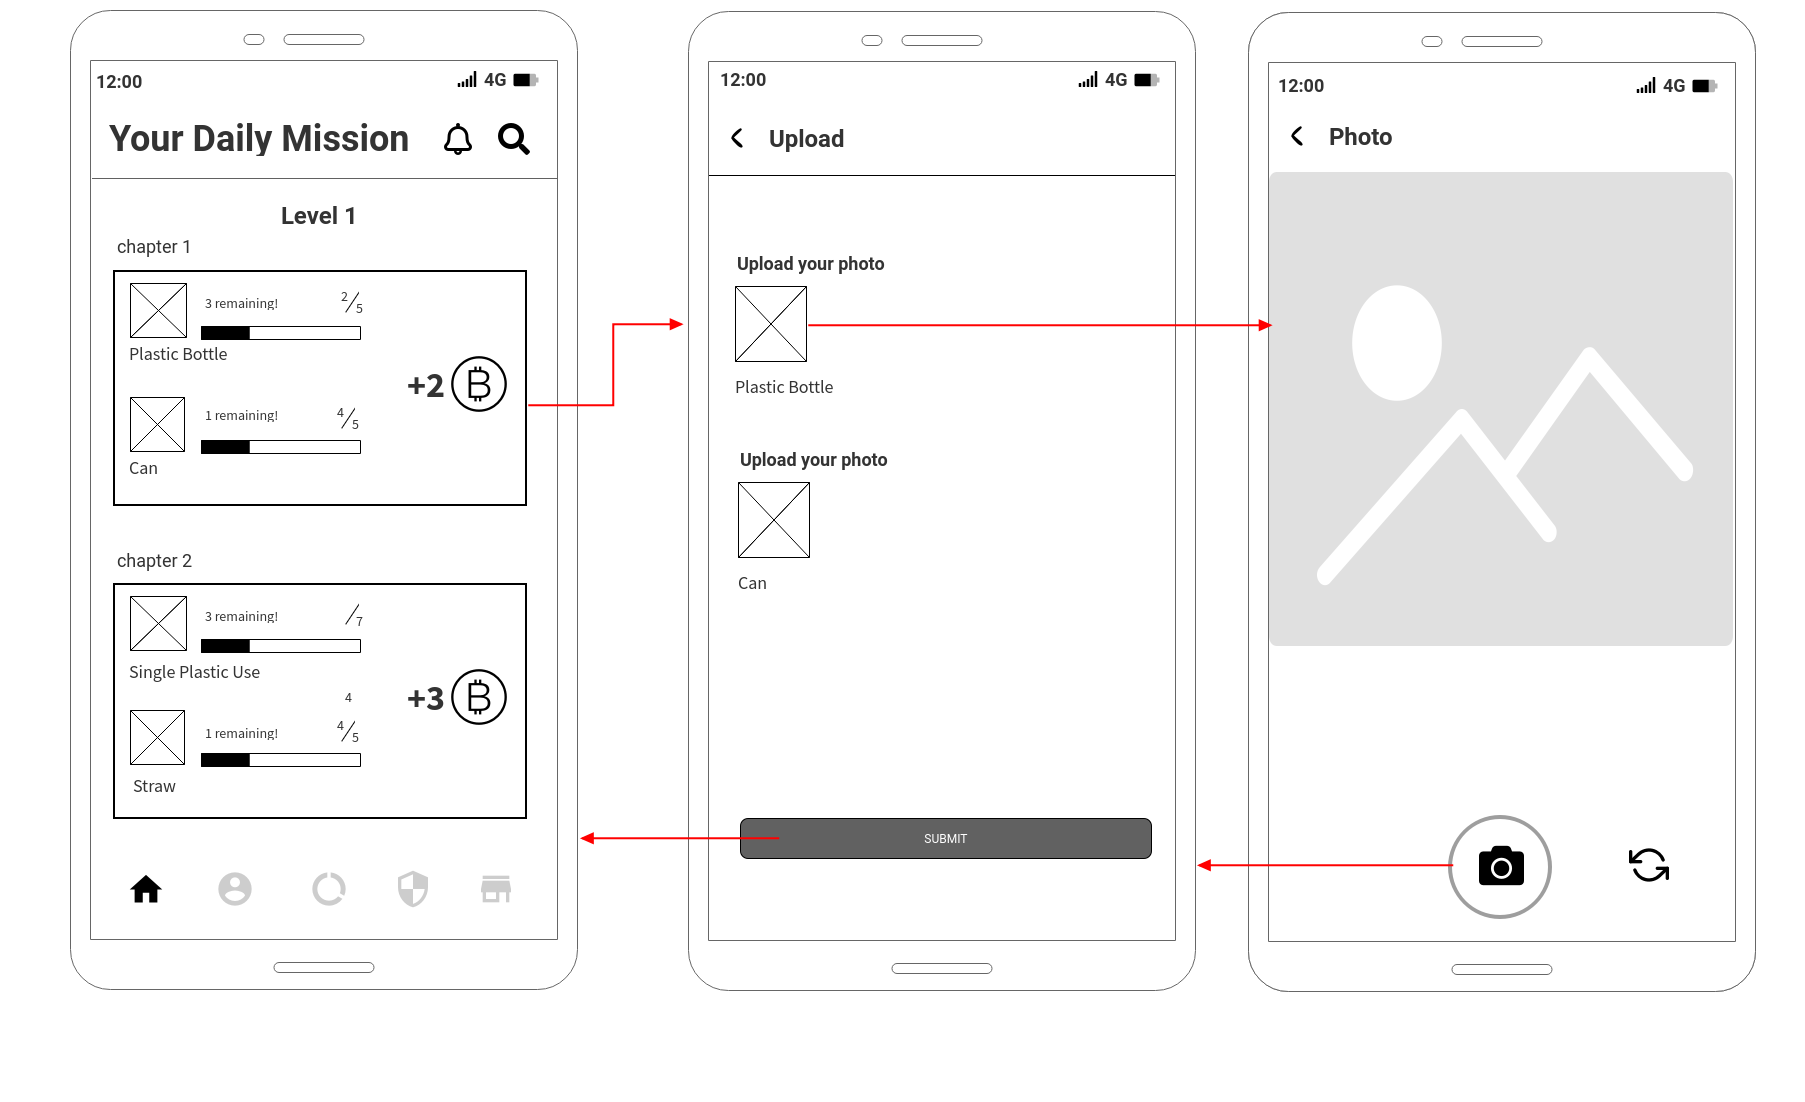 12:00
4G
Your Daily Mission
Level 1
chapter 1
3 remaining!
2/5
Plastic Bottle
+2
1 remaining!
4/5
Can
chapter 2
3 remaining!
/7
Single Plastic Use
4
+3
1 remaining!
4/5
Straw
12:00
4G
Upload
Upload your photo
Plastic Bottle
Upload your photo
Can
SUBMIT
12:00
4G
Photo